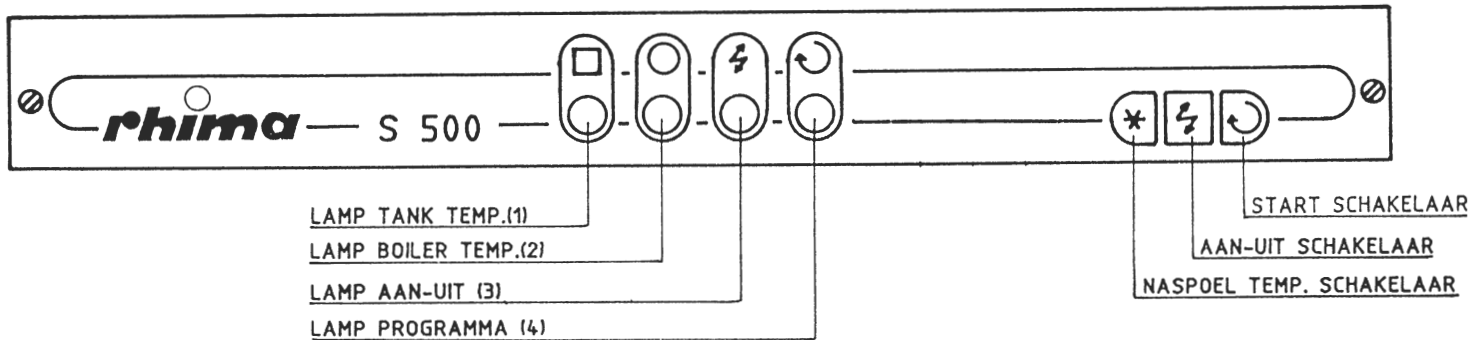 rhima S 500
LAMP TANK TEMP.(1)
LAMP BOILER TEMP.(2)
LAMP AAN-UIT (3)
LAMP PROGRAMMA (4)
START SCHAKELAAR
AAN-UIT SCHAKELAAR
NASPOEL TEMP. SCHAKELAAR